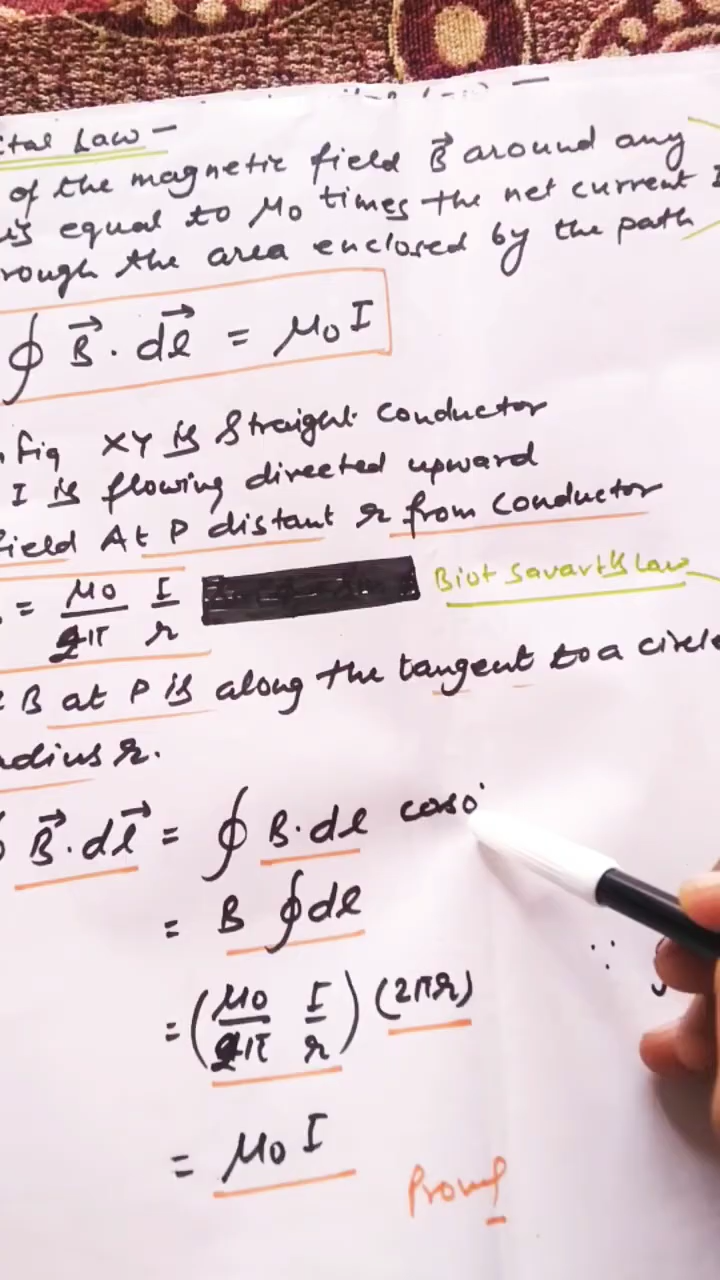 ctal Law —
of the magnetic field B⃗ around any
is equal to μ₀ times the net current I
rough the area enclosed by the path
∮ B⃗ . dl⃗ = μ₀ I
Fig XY is Straight conductor
I is flowing directed upward
field At P distant r from conductor
= μ₀/2π I/r Biot Savart's Law
B at P is along the tangent to a circle
adius r.
∮ B⃗ . dl⃗ = ∮ B . dl cos0°
= B ∮ dl
= (μ₀/2π I/r) (2πr)
∵ ∫
= μ₀ I
Proved